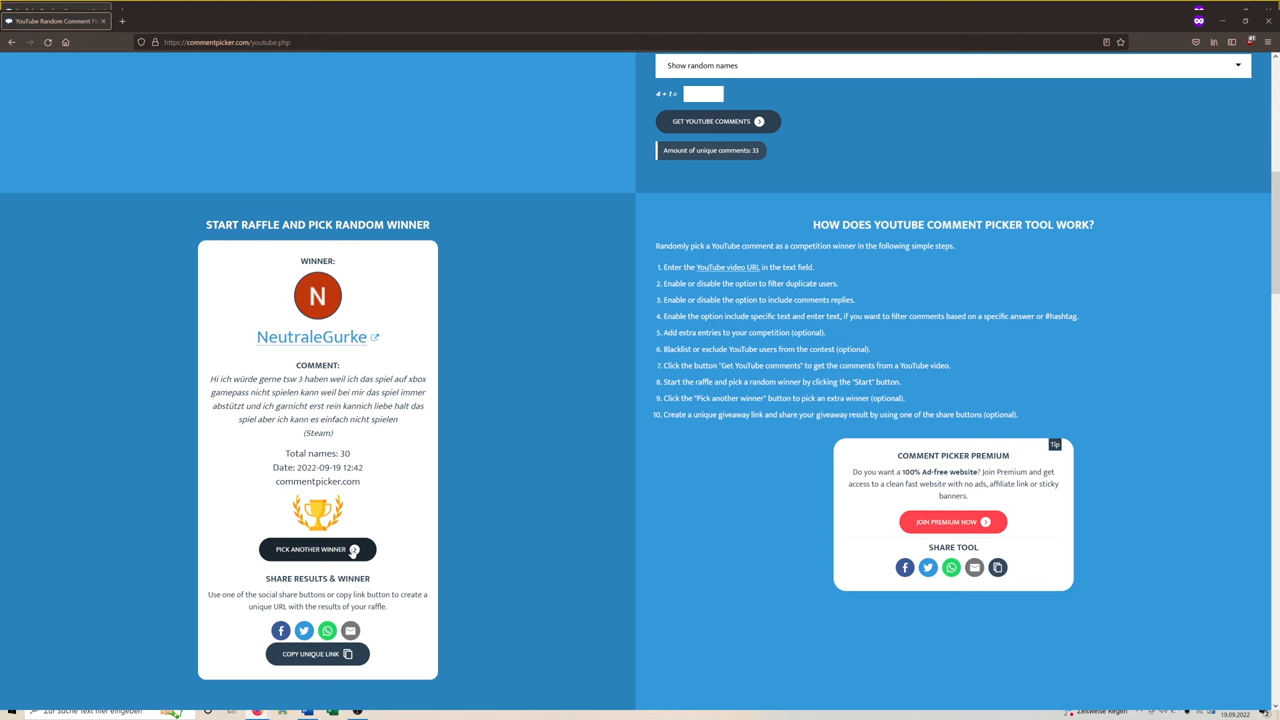 YouTube Random Comment Pi
https://commentpicker.com/youtube.php
41
Show random names
4 + 1 =
GET YOUTUBE COMMENTS
Amount of unique comments: 33
START RAFFLE AND PICK RANDOM WINNER
WINNER:
N
NeutraleGurke
COMMENT:
Hi ich würde gerne tsw 3 haben weil ich das spiel auf xbox
gamepass nicht spielen kann weil bei mir das spiel immer
abstützt und ich garnicht erst rein kannich liebe halt das
spiel aber ich kann es einfach nicht spielen
(Steam)
Total names: 30
Date: 2022-09-19 12:42
commentpicker.com
PICK ANOTHER WINNER
SHARE RESULTS & WINNER
Use one of the social share buttons or copy link button to create a
unique URL with the results of your raffle.
COPY UNIQUE LINK
HOW DOES YOUTUBE COMMENT PICKER TOOL WORK?
Randomly pick a YouTube comment as a competition winner in the following simple steps.
1. Enter the YouTube video URL in the text field.
2. Enable or disable the option to filter duplicate users.
3. Enable or disable the option to include comments replies.
4. Enable the option include specific text and enter text, if you want to filter comments based on a specific answer or #hashtag.
5. Add extra entries to your competition (optional).
6. Blacklist or exclude YouTube users from the contest (optional).
7. Click the button "Get YouTube comments" to get the comments from a YouTube video.
8. Start the raffle and pick a random winner by clicking the "Start" button.
9. Click the "Pick another winner" button to pick an extra winner (optional).
10. Create a unique giveaway link and share your giveaway result by using one of the share buttons (optional).
Tip
COMMENT PICKER PREMIUM
Do you want a 100% Ad-free website? Join Premium and get
access to a clean fast website with no ads, affiliate link or sticky
banners.
JOIN PREMIUM NOW
SHARE TOOL
Zur Suche Text hier eingeben
Zeitweise Regen
19.09.2022